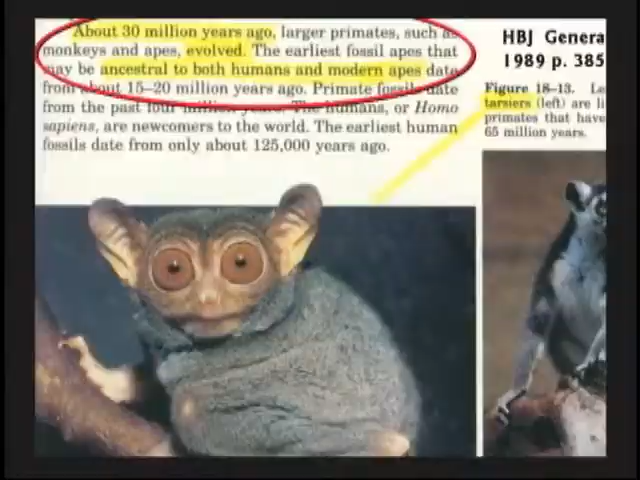 About 30 million years ago, larger primates, such as
monkeys and apes, evolved. The earliest fossil apes that
may be ancestral to both humans and modern apes date
from about 15–20 million years ago. Primate fossils date
from the past four million years. The humans, or Homo
sapiens, are newcomers to the world. The earliest human
fossils date from only about 125,000 years ago.
HBJ Genera
1989 p. 385
Figure 18–13. Le
tarsiers (left) are li
primates that have
65 million years.